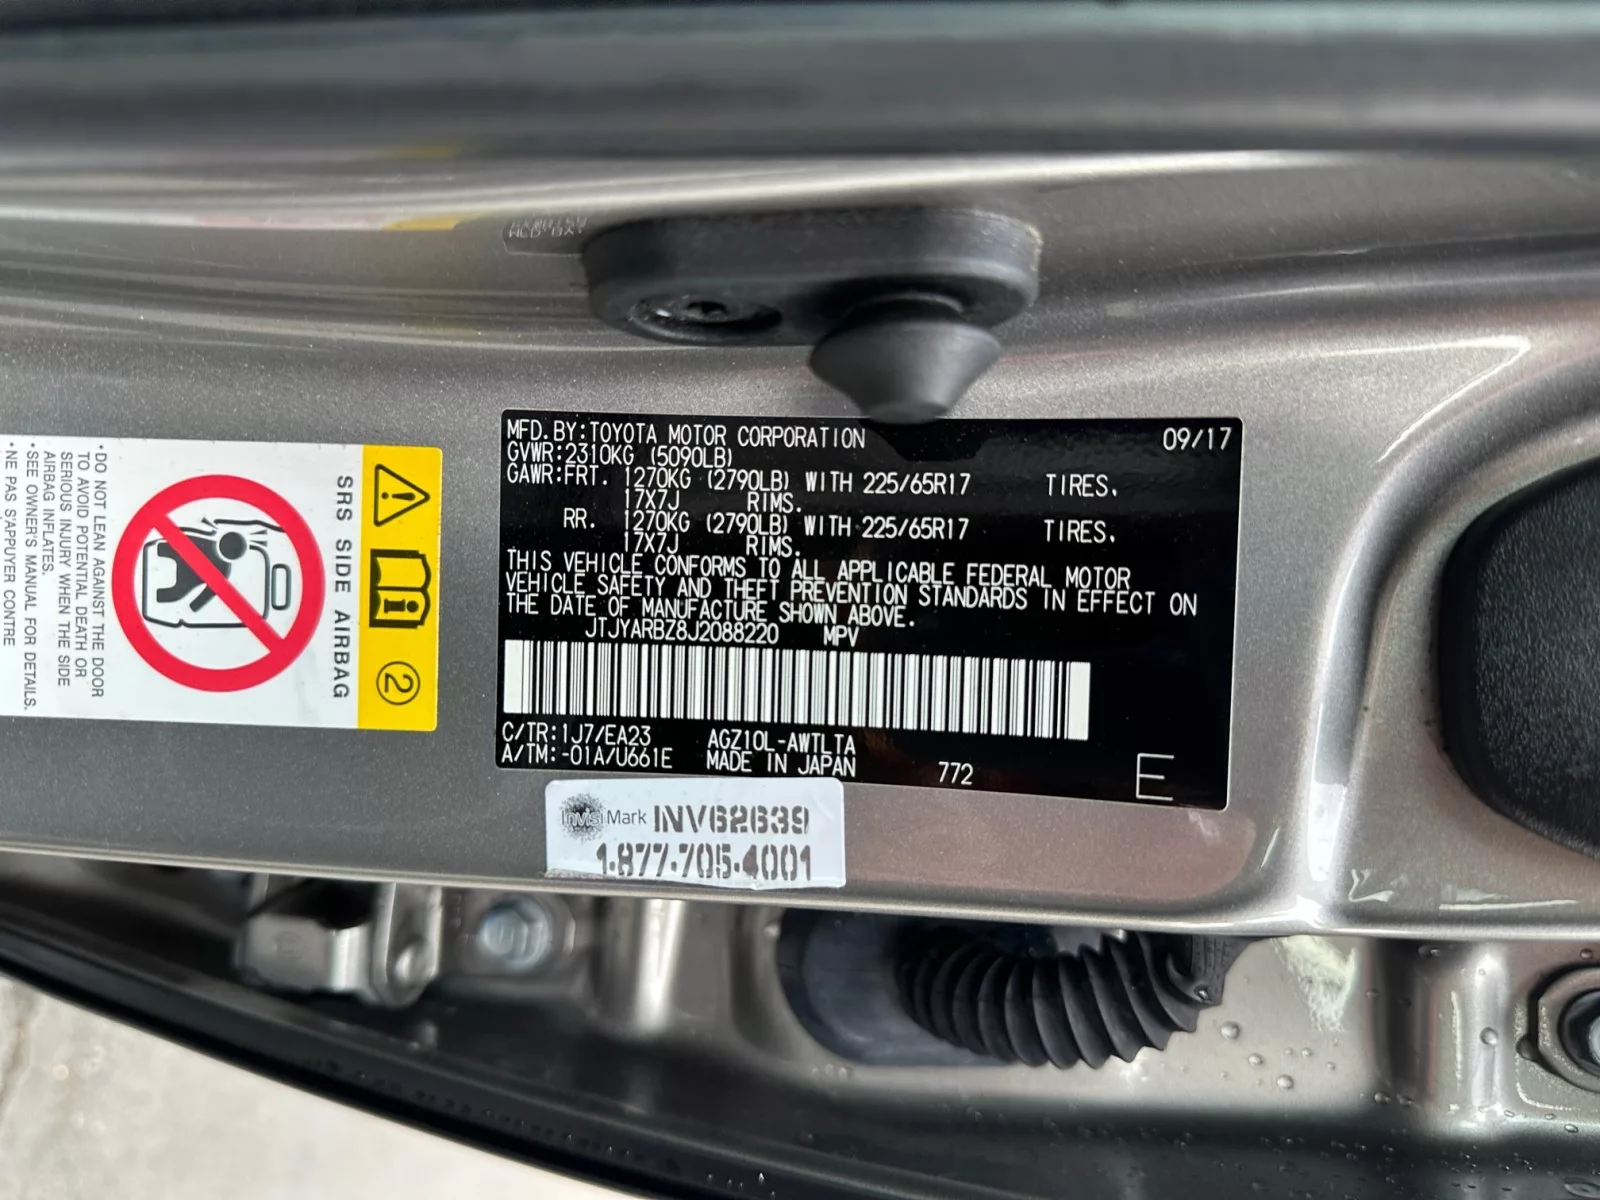 MFD.BY:TOYOTA MOTOR CORPORATION 09/17
GVWR:2310KG (5090LB)
GAWR:FRT. 1270KG (2790LB) WITH 225/65R17 TIRES.
17X7J RIMS.
RR. 1270KG (2790LB) WITH 225/65R17 TIRES.
17X7J RIMS.
THIS VEHICLE CONFORMS TO ALL APPLICABLE FEDERAL MOTOR
VEHICLE SAFETY AND THEFT PREVENTION STANDARDS IN EFFECT ON
THE DATE OF MANUFACTURE SHOWN ABOVE.
JTJYARBZ8J2088220 MPV
C/TR:1J7/EA23 AGZ10L-AWTLTA
A/TM:-01A/U661E MADE IN JAPAN 772 E
InvisiMark INV62639
1-877-705-4001
2
SRS SIDE AIRBAG
•DO NOT LEAN AGAINST THE DOOR
TO AVOID POTENTIAL DEATH OR
SERIOUS INJURY WHEN THE SIDE
AIRBAG INFLATES.
•SEE OWNER'S MANUAL FOR DETAILS.
•NE PAS S'APPUYER CONTRE